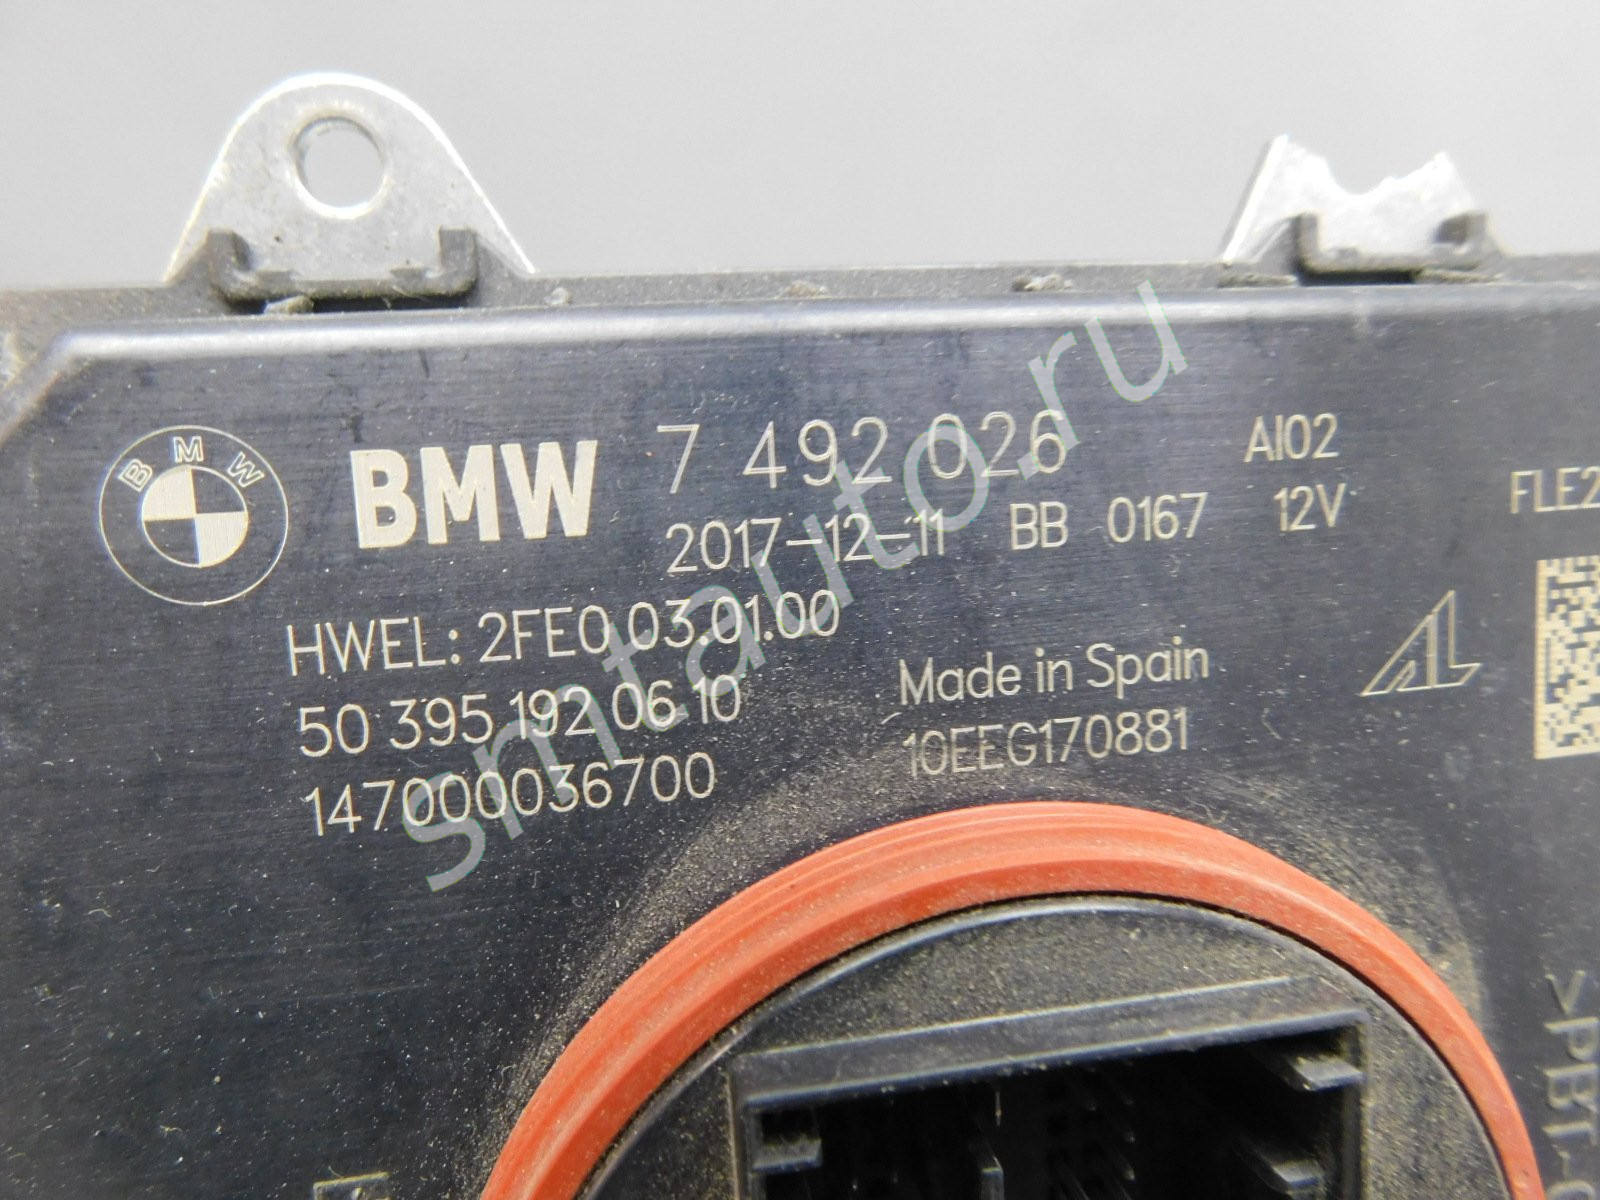 BMW BMW 7 492 026 AI02
2017-12-11 BB 0167 12V FLE2
HWEL: 2FE0 03.01.00
50 395 192 06 10 Made in Spain AL
147000036700 10EEG170881
smtauto.ru